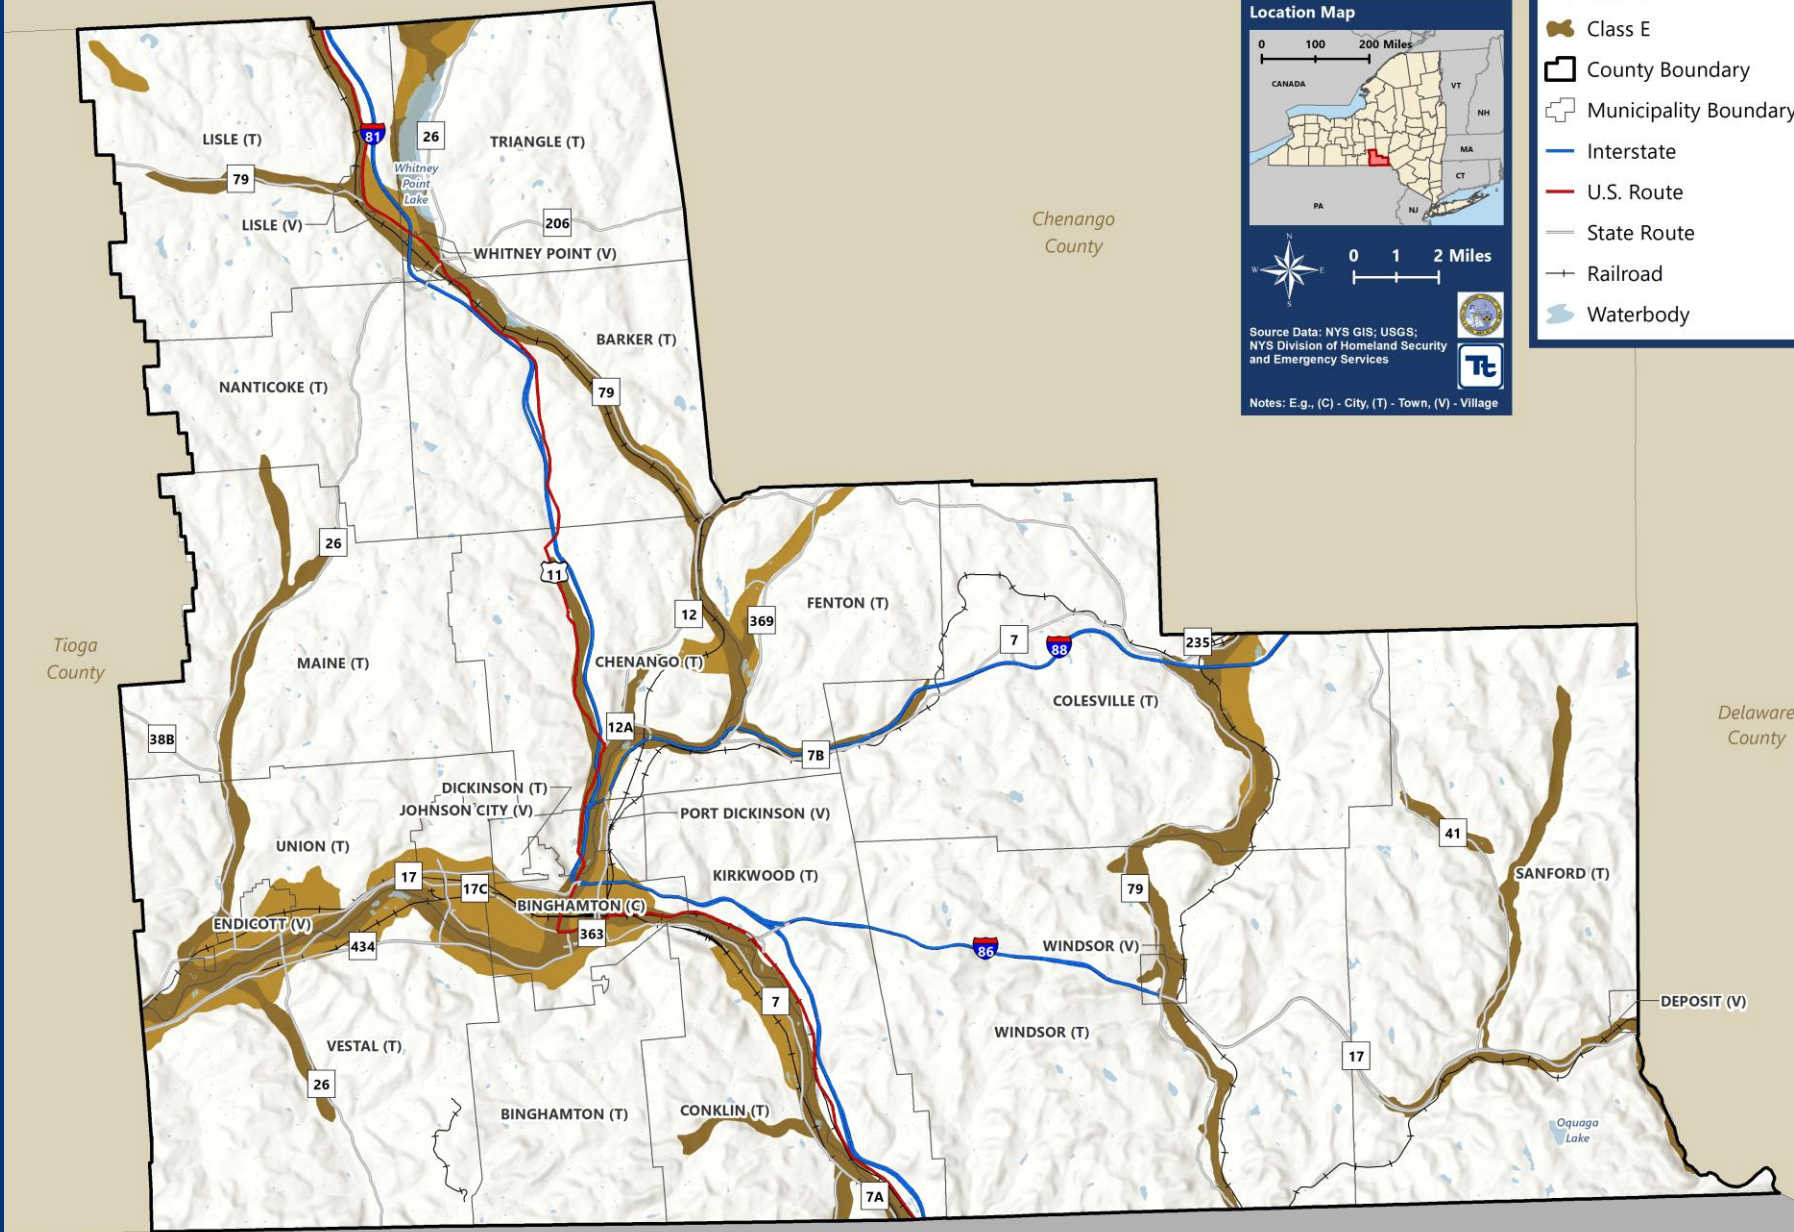 Location Map
0 100 200 Miles
CANADA
VT
NH
MA
CT
PA
NJ
N
W E
S
0 1 2 Miles
Source Data: NYS GIS; USGS;
NYS Division of Homeland Security
and Emergency Services
Tt
Notes: E.g., (C) - City, (T) - Town, (V) - Village
Class E
County Boundary
Municipality Boundary
Interstate
U.S. Route
State Route
Railroad
Waterbody
Chenango
County
Tioga
County
Delaware
County
LISLE (T)
81
26
TRIANGLE (T)
Whitney
Point
Lake
79
LISLE (V)
206
WHITNEY POINT (V)
BARKER (T)
NANTICOKE (T)
79
26
11
12
369
FENTON (T)
7
88
235
MAINE (T)
CHENANGO (T)
COLESVILLE (T)
38B
12A
7B
DICKINSON (T)
JOHNSON CITY (V)
PORT DICKINSON (V)
UNION (T)
41
17
17C
KIRKWOOD (T)
79
SANFORD (T)
BINGHAMTON (C)
ENDICOTT (V)
363
434
86
WINDSOR (V)
7
DEPOSIT (V)
WINDSOR (T)
VESTAL (T)
17
26
BINGHAMTON (T)
CONKLIN (T)
Oquaga
Lake
7A